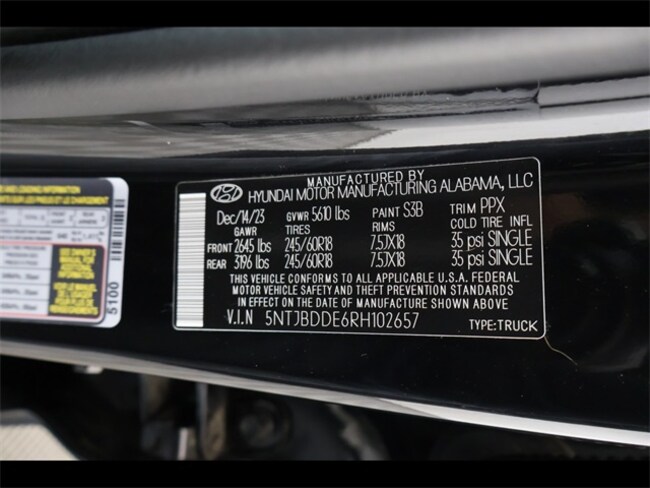 MANUFACTURED BY
HYUNDAI MOTOR MANUFACTURING ALABAMA, LLC
Dec/14/23 GVWR 5610 lbs PAINT S3B TRIM PPX
GAWR TIRES RIMS COLD TIRE INFL
FRONT 2645 lbs 245/60R18 7.5JX18 35 psi SINGLE
REAR 3196 lbs 245/60R18 7.5JX18 35 psi SINGLE
THIS VEHICLE CONFORMS TO ALL APPLICABLE U.S.A. FEDERAL
MOTOR VEHICLE SAFETY AND THEFT PREVENTION STANDARDS
IN EFFECT ON THE DATE OF MANUFACTURE SHOWN ABOVE
V.I.N 5NTJBDDE6RH102657 TYPE:TRUCK
5100